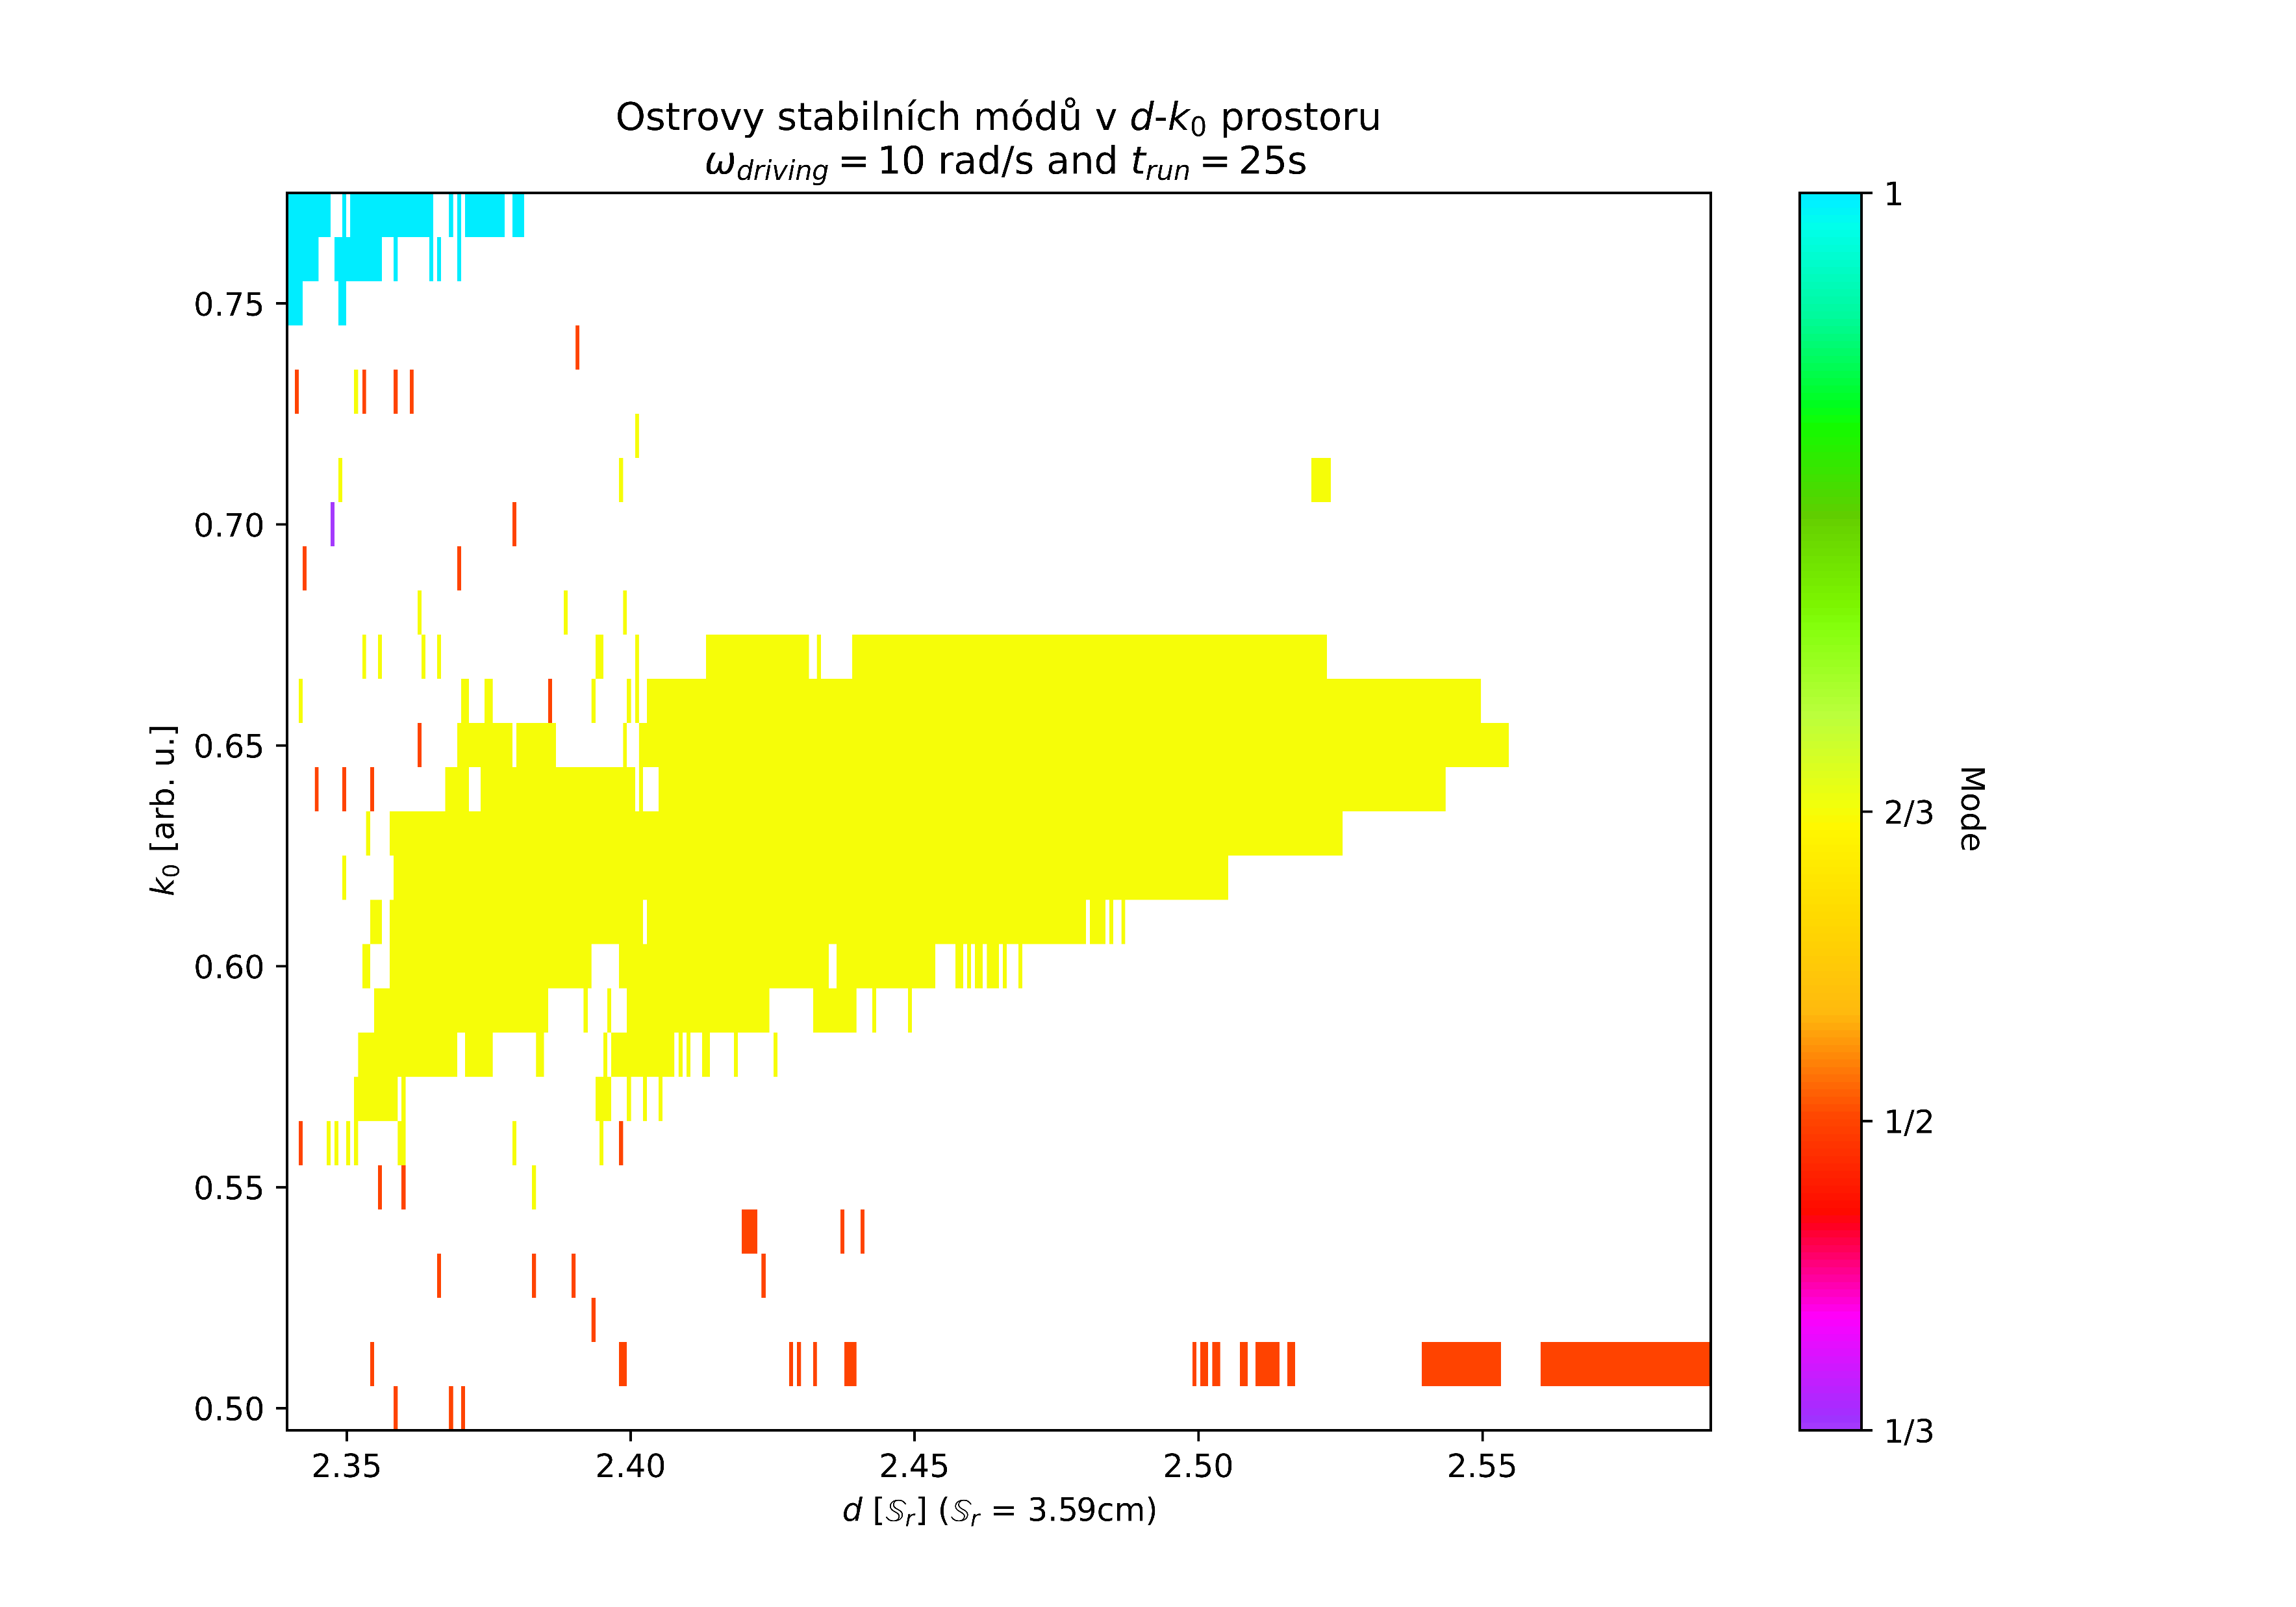 Ostrovy stabilních módů v d-k₀ prostoru
ω_driving = 10 rad/s and t_run = 25s
k₀ [arb. u.]
0.75
0.70
0.65
0.60
0.55
0.50
2.35 2.40 2.45 2.50 2.55
d [𝕊_r] (𝕊_r = 3.59cm)
1
2/3
1/2
1/3
Mode